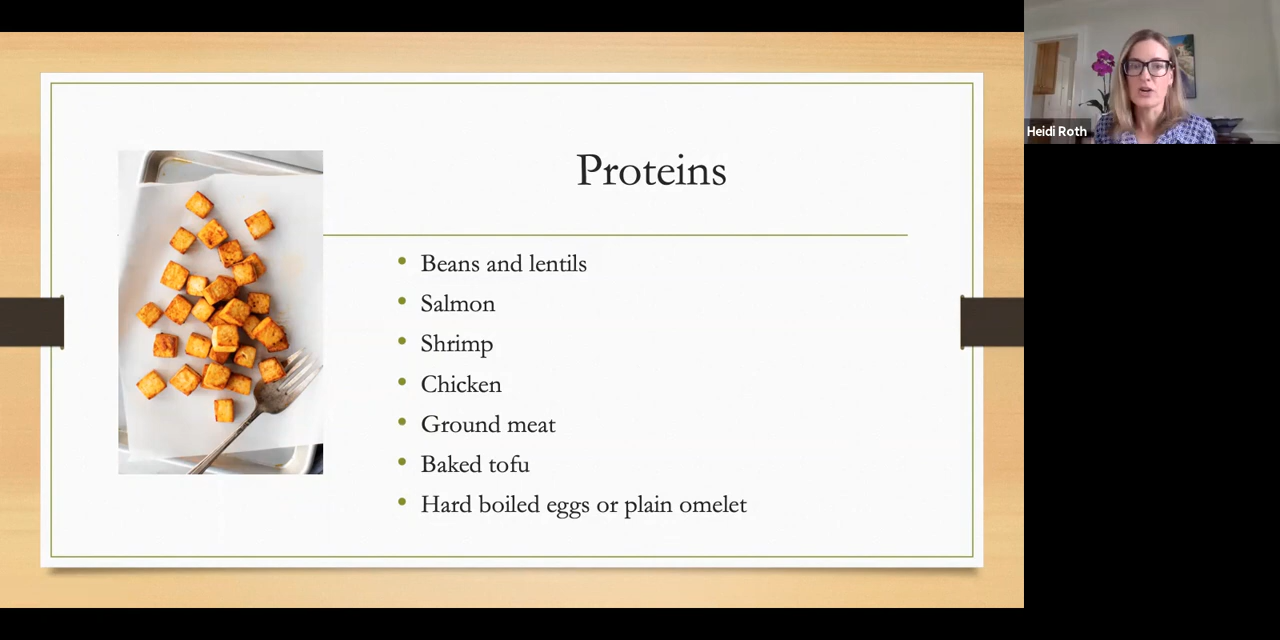 Proteins
Beans and lentils
Salmon
Shrimp
Chicken
Ground meat
Baked tofu
Hard boiled eggs or plain omelet
Heidi Roth